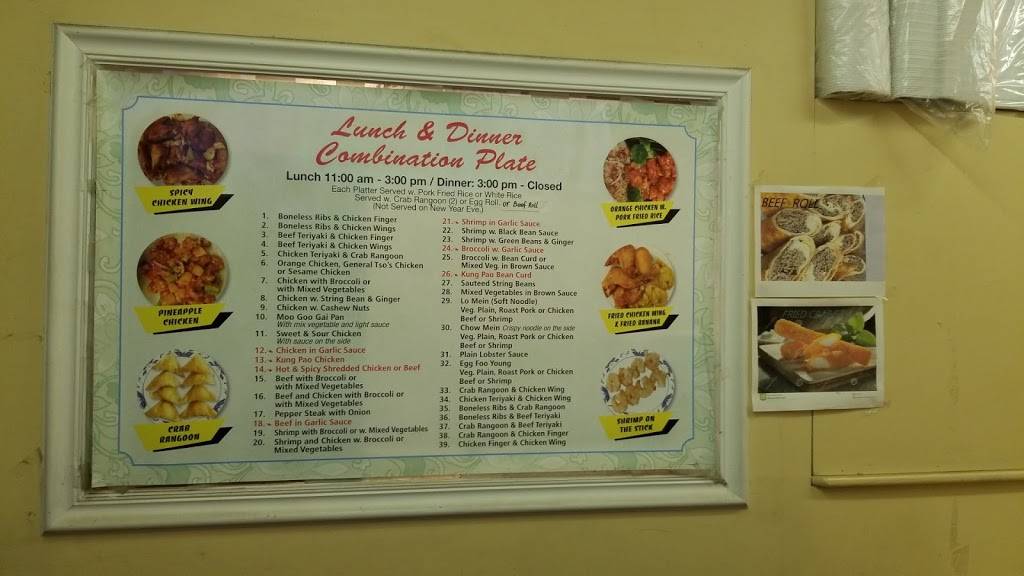 Lunch & Dinner
Combination Plate
Lunch 11:00 am - 3:00 pm / Dinner: 3:00 pm - Closed
Each Platter Served w. Pork Fried Rice or White Rice
Served w. Crab Rangoon (2) or Egg Roll. or Beef Roll
(Not Served on New Year Eve.)
SPICY
CHICKEN WING
PINEAPPLE
CHICKEN
CRAB
RANGOON
1. Boneless Ribs & Chicken Finger
2. Boneless Ribs & Chicken Wings
3. Beef Teriyaki & Chicken Finger
4. Beef Teriyaki & Chicken Wings
5. Chicken Teriyaki & Crab Rangoon
6. Orange Chicken, General Tso's Chicken
or Sesame Chicken
7. Chicken with Broccoli or
with Mixed Vegetables
8. Chicken w. String Bean & Ginger
9. Chicken w. Cashew Nuts
10. Moo Goo Gai Pan
With mix vegetable and light sauce
11. Sweet & Sour Chicken
With sauce on the side
12. Chicken in Garlic Sauce
13. Kung Pao Chicken
14. Hot & Spicy Shredded Chicken or Beef
15. Beef with Broccoli or
with Mixed Vegetables
16. Beef and Chicken with Broccoli or
with Mixed Vegetables
17. Pepper Steak with Onion
18. Beef in Garlic Sauce
19. Shrimp with Broccoli or w. Mixed Vegetables
20. Shrimp and Chicken w. Broccoli or
Mixed Vegetables
21. Shrimp in Garlic Sauce
22. Shrimp w. Black Bean Sauce
23. Shrimp w. Green Beans & Ginger
24. Broccoli w. Garlic Sauce
25. Broccoli w. Bean Curd or
Mixed Veg. in Brown Sauce
26. Kung Pao Bean Curd
27. Sauteed String Beans
28. Mixed Vegetables in Brown Sauce
29. Lo Mein (Soft Noodle)
Veg. Plain, Roast Pork or Chicken
Beef or Shrimp
30. Chow Mein Crispy noodle on the side
Veg. Plain, Roast Pork or Chicken
Beef or Shrimp
31. Plain Lobster Sauce
32. Egg Foo Young
Veg. Plain, Roast Pork or Chicken
Beef or Shrimp
33. Crab Rangoon & Chicken Wing
34. Chicken Teriyaki & Chicken Wing
35. Boneless Ribs & Crab Rangoon
36. Boneless Ribs & Beef Teriyaki
37. Crab Rangoon & Beef Teriyaki
38. Crab Rangoon & Chicken Finger
39. Chicken Finger & Chicken Wing
ORANGE CHICKEN W.
PORK FRIED RICE
FRIED CHICKEN WING
& FRIED BANANA
SHRIMP ON
THE STICK
BEEF ROLL
FRIED